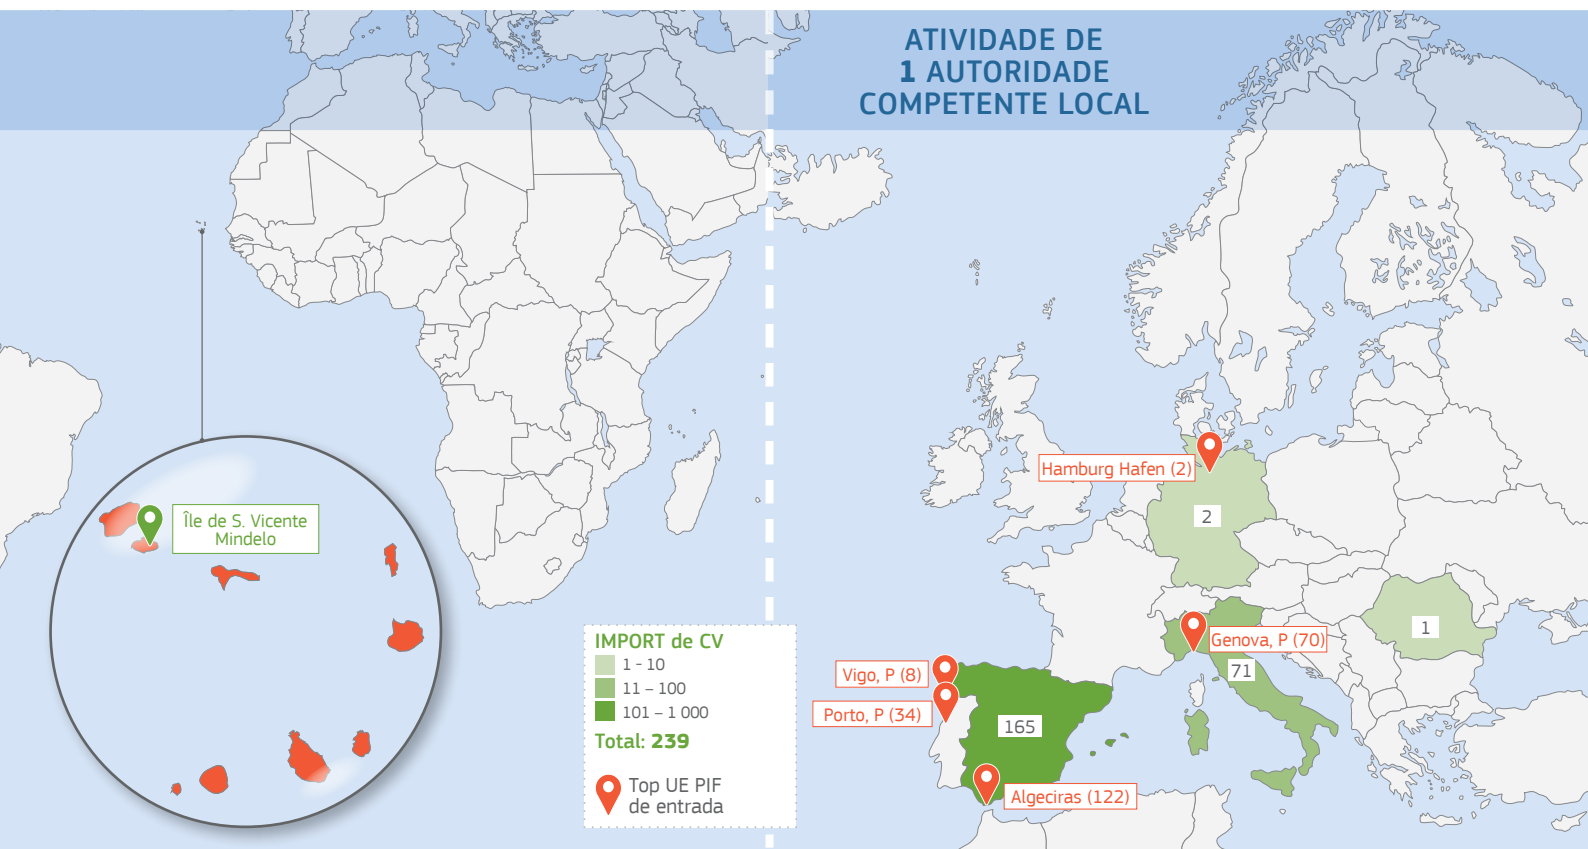 ATIVIDADE DE
1 AUTORIDADE
COMPETENTE LOCAL
Île de S. Vicente
Mindelo
IMPORT de CV
1 - 10
11 – 100
101 – 1 000
Total: 239
Top UE PIF
de entrada
Hamburg Hafen (2)
2
1
Genova, P (70)
71
Vigo, P (8)
Porto, P (34)
165
Algeciras (122)